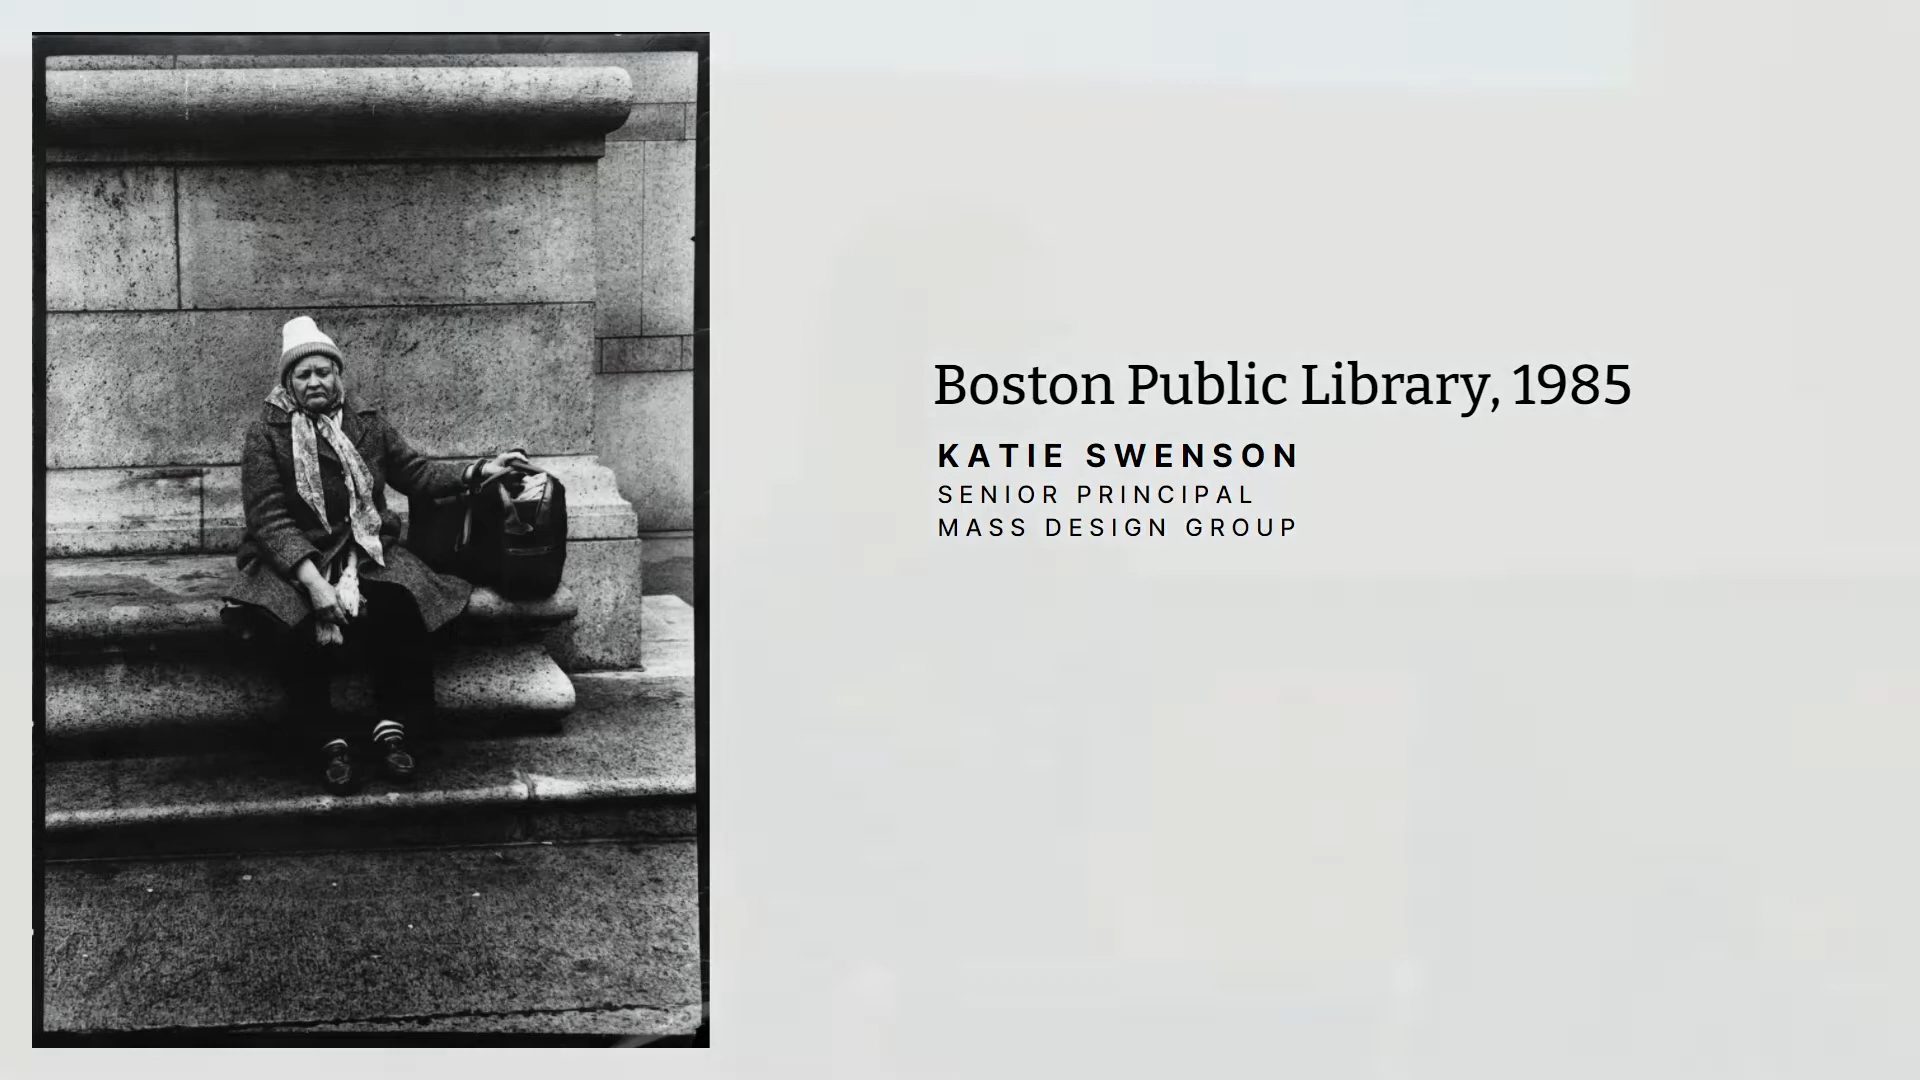 Boston Public Library, 1985
KATIE SWENSON
SENIOR PRINCIPAL
MASS DESIGN GROUP